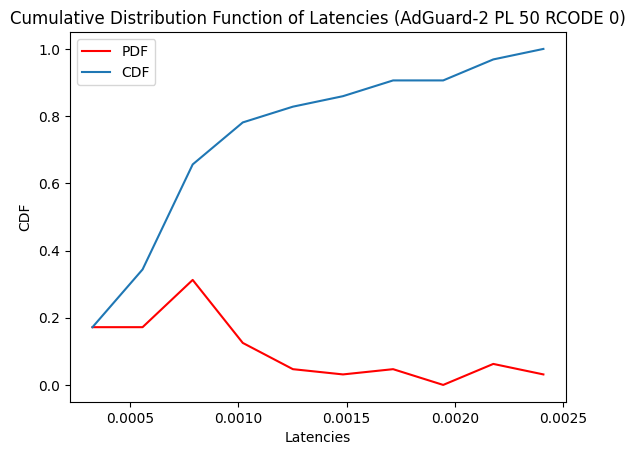 Cumulative Distribution Function of Latencies (AdGuard-2 PL 50 RCODE 0)
PDF
CDF
1.0
0.8
0.6
0.4
0.2
0.0
CDF
0.0005
0.0010
0.0015
0.0020
0.0025
Latencies